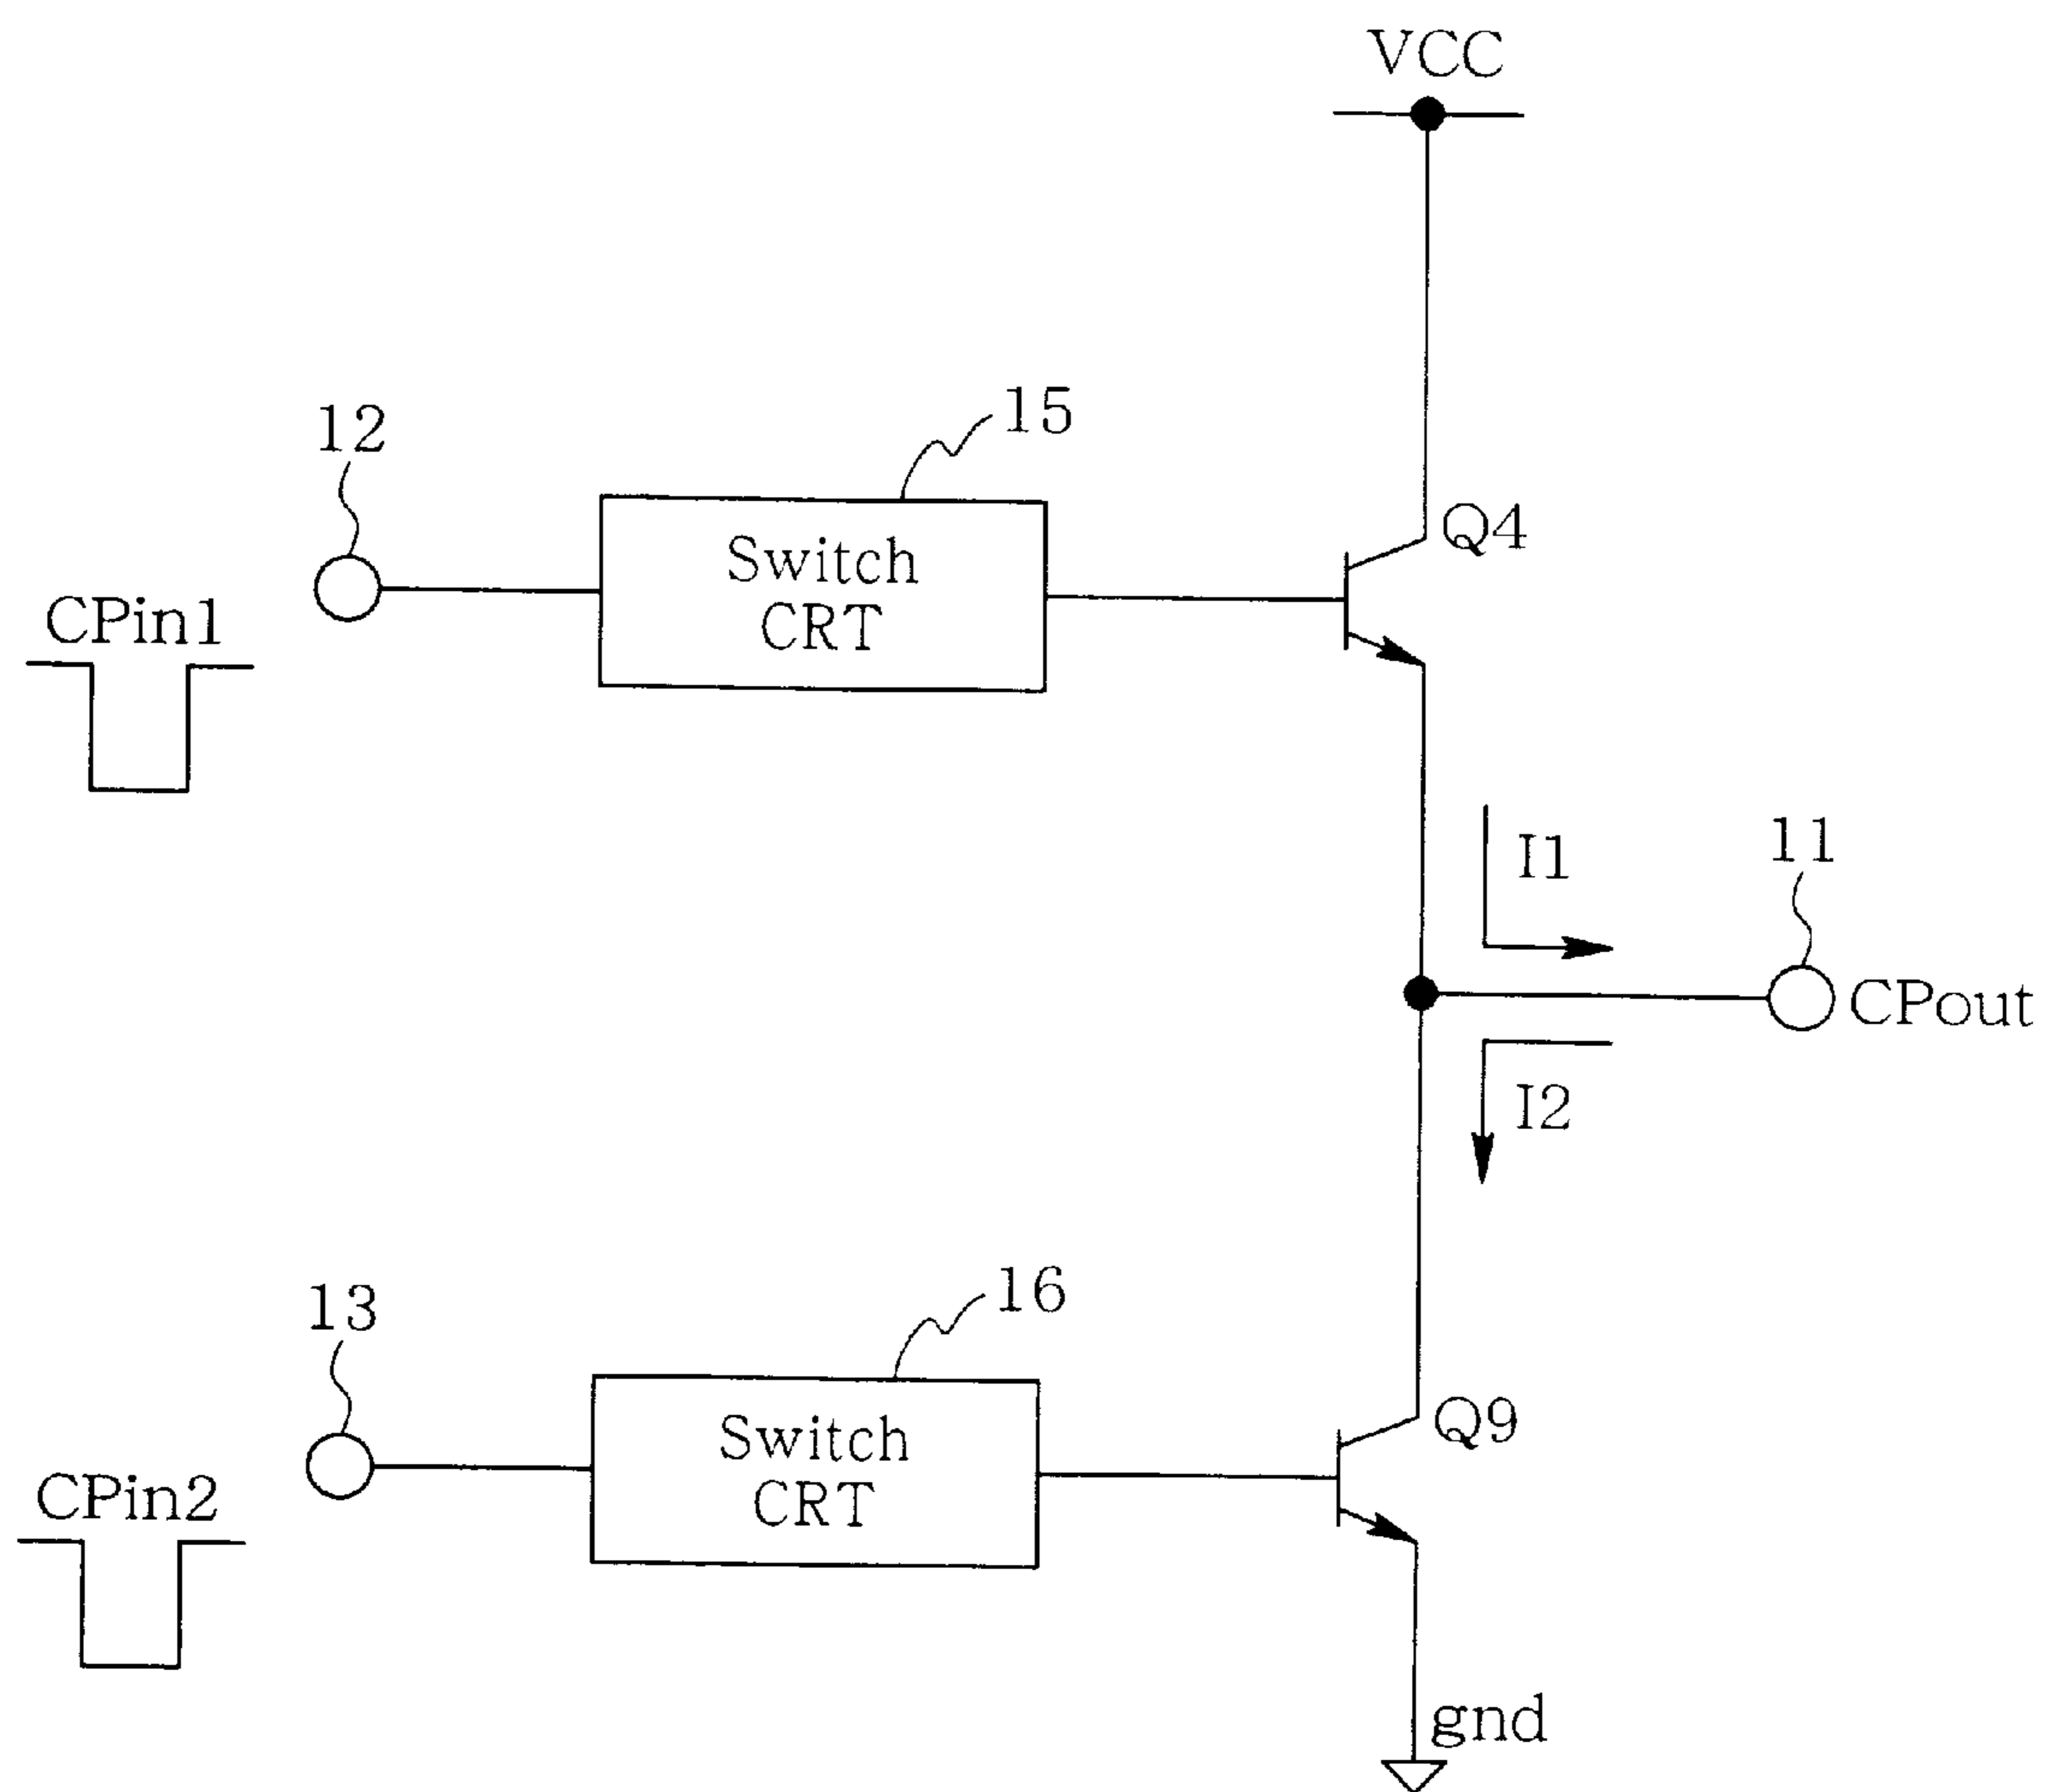 VCC
15
12
Q4
Switch
CRT
CPin1
I1
11
CPout
I2
16
13
Q9
Switch
CRT
CPin2
gnd